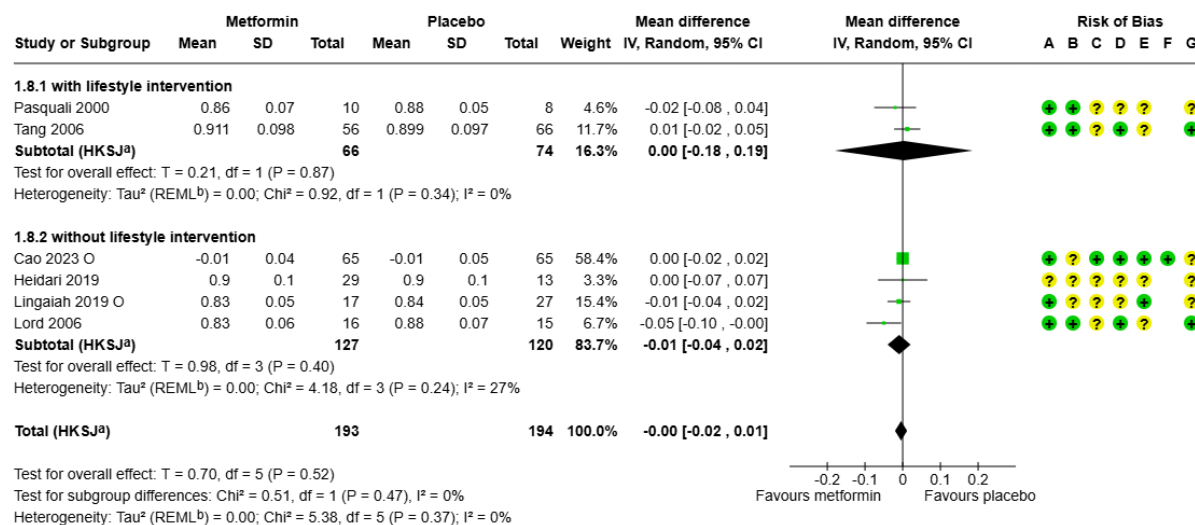 Metformin Placebo Mean difference Mean difference Risk of Bias
Study or Subgroup Mean SD Total Mean SD Total Weight IV, Random, 95% CI IV, Random, 95% CI A B C D E F G
1.8.1 with lifestyle intervention
Pasquali 2000 0.86 0.07 10 0.88 0.05 8 4.6% -0.02 [-0.08 , 0.04] + + ? ? ? ?
Tang 2006 0.911 0.098 56 0.899 0.097 66 11.7% 0.01 [-0.02 , 0.05] + + ? + ? +
Subtotal (HKSJᵃ) 66 74 16.3% 0.00 [-0.18 , 0.19]
Test for overall effect: T = 0.21, df = 1 (P = 0.87)
Heterogeneity: Tau² (REMLᵇ) = 0.00; Chi² = 0.92, df = 1 (P = 0.34); I² = 0%
1.8.2 without lifestyle intervention
Cao 2023 O -0.01 0.04 65 -0.01 0.05 65 58.4% 0.00 [-0.02 , 0.02] + ? + + + + ?
Heidari 2019 0.9 0.1 29 0.9 0.1 13 3.3% 0.00 [-0.07 , 0.07] ? ? ? ? ? ?
Lingaiah 2019 O 0.83 0.05 17 0.84 0.05 27 15.4% -0.01 [-0.04 , 0.02] + ? ? ? + ?
Lord 2006 0.83 0.06 16 0.88 0.07 15 6.7% -0.05 [-0.10 , -0.00] + + ? + ? +
Subtotal (HKSJᵃ) 127 120 83.7% -0.01 [-0.04 , 0.02]
Test for overall effect: T = 0.98, df = 3 (P = 0.40)
Heterogeneity: Tau² (REMLᵇ) = 0.00; Chi² = 4.18, df = 3 (P = 0.24); I² = 27%
Total (HKSJᵃ) 193 194 100.0% -0.00 [-0.02 , 0.01]
Test for overall effect: T = 0.70, df = 5 (P = 0.52)
-0.2 -0.1 0 0.1 0.2
Test for subgroup differences: Chi² = 0.51, df = 1 (P = 0.47), I² = 0%
Favours metformin Favours placebo
Heterogeneity: Tau² (REMLᵇ) = 0.00; Chi² = 5.38, df = 5 (P = 0.37); I² = 0%